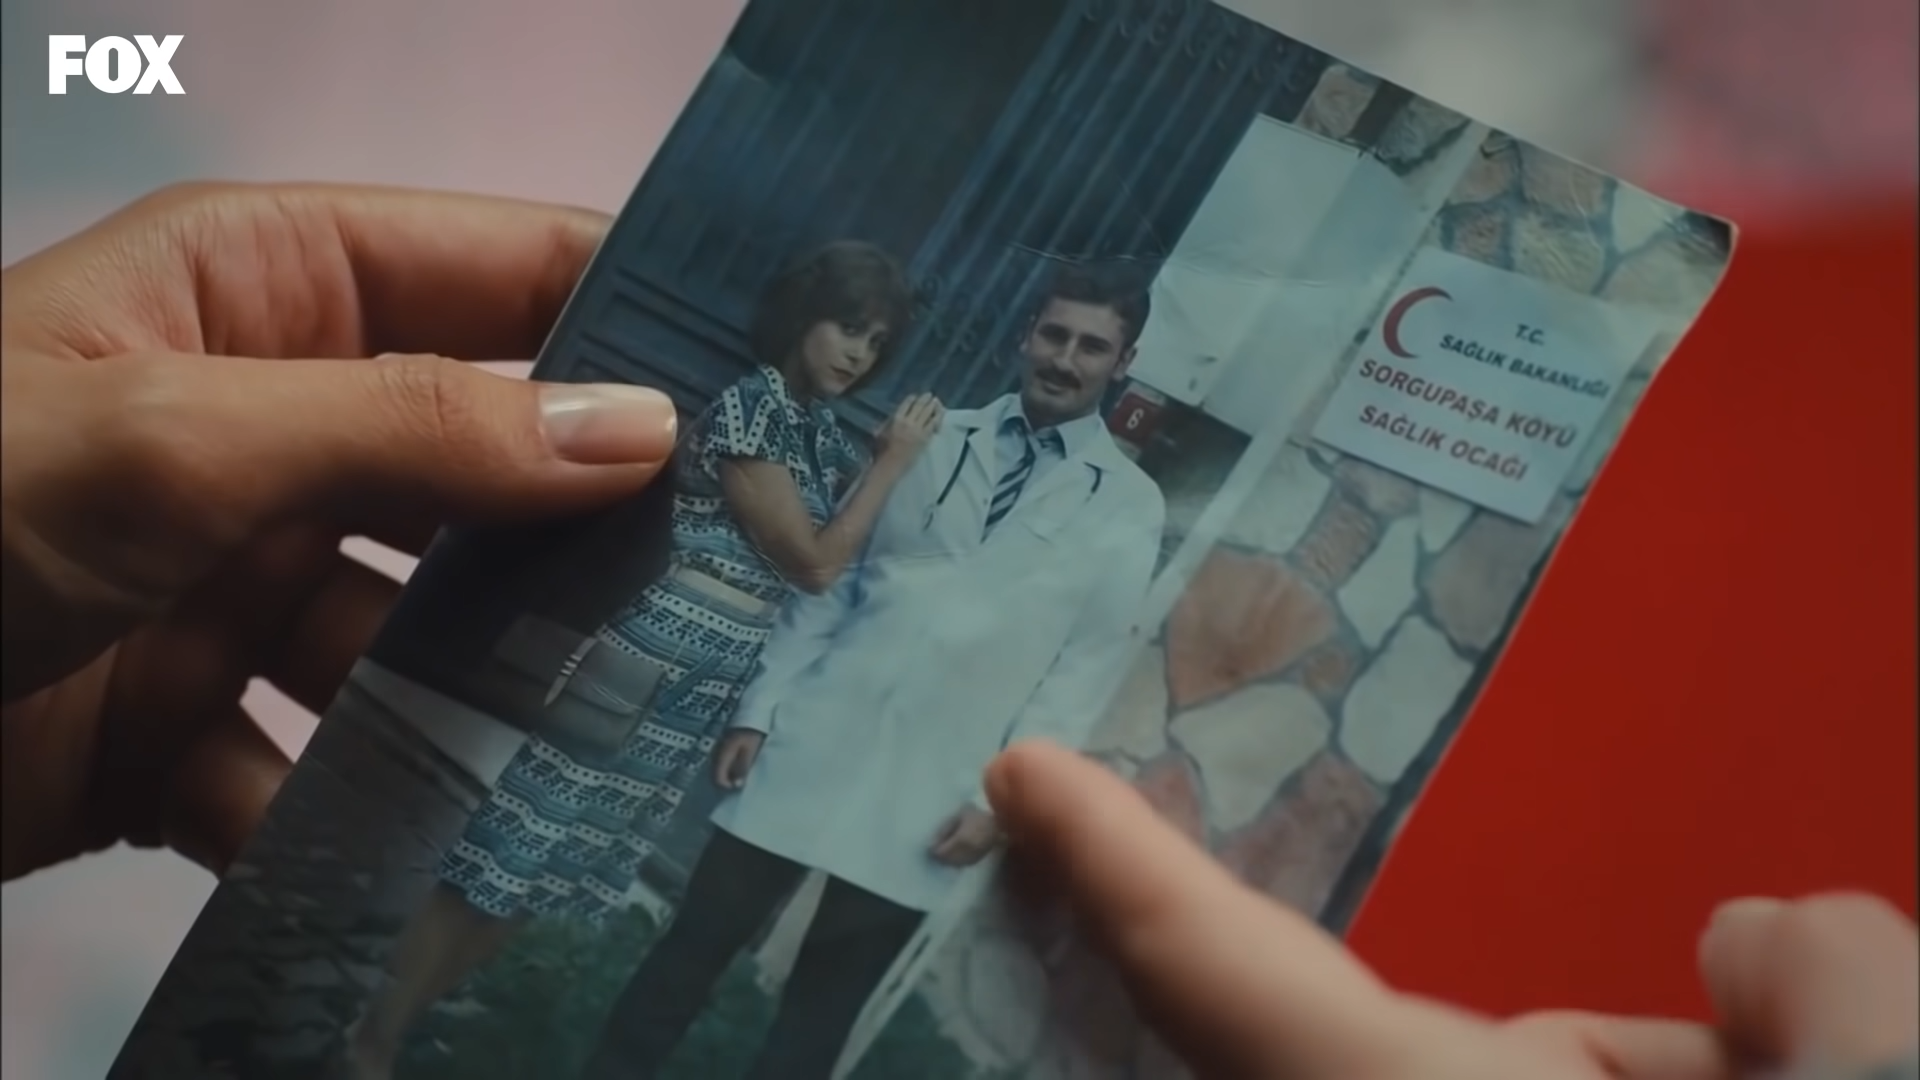 FOX
T.C.
SAĞLIK BAKANLIĞI
SORGUPAŞA KÖYÜ
SAĞLIK OCAĞI
6